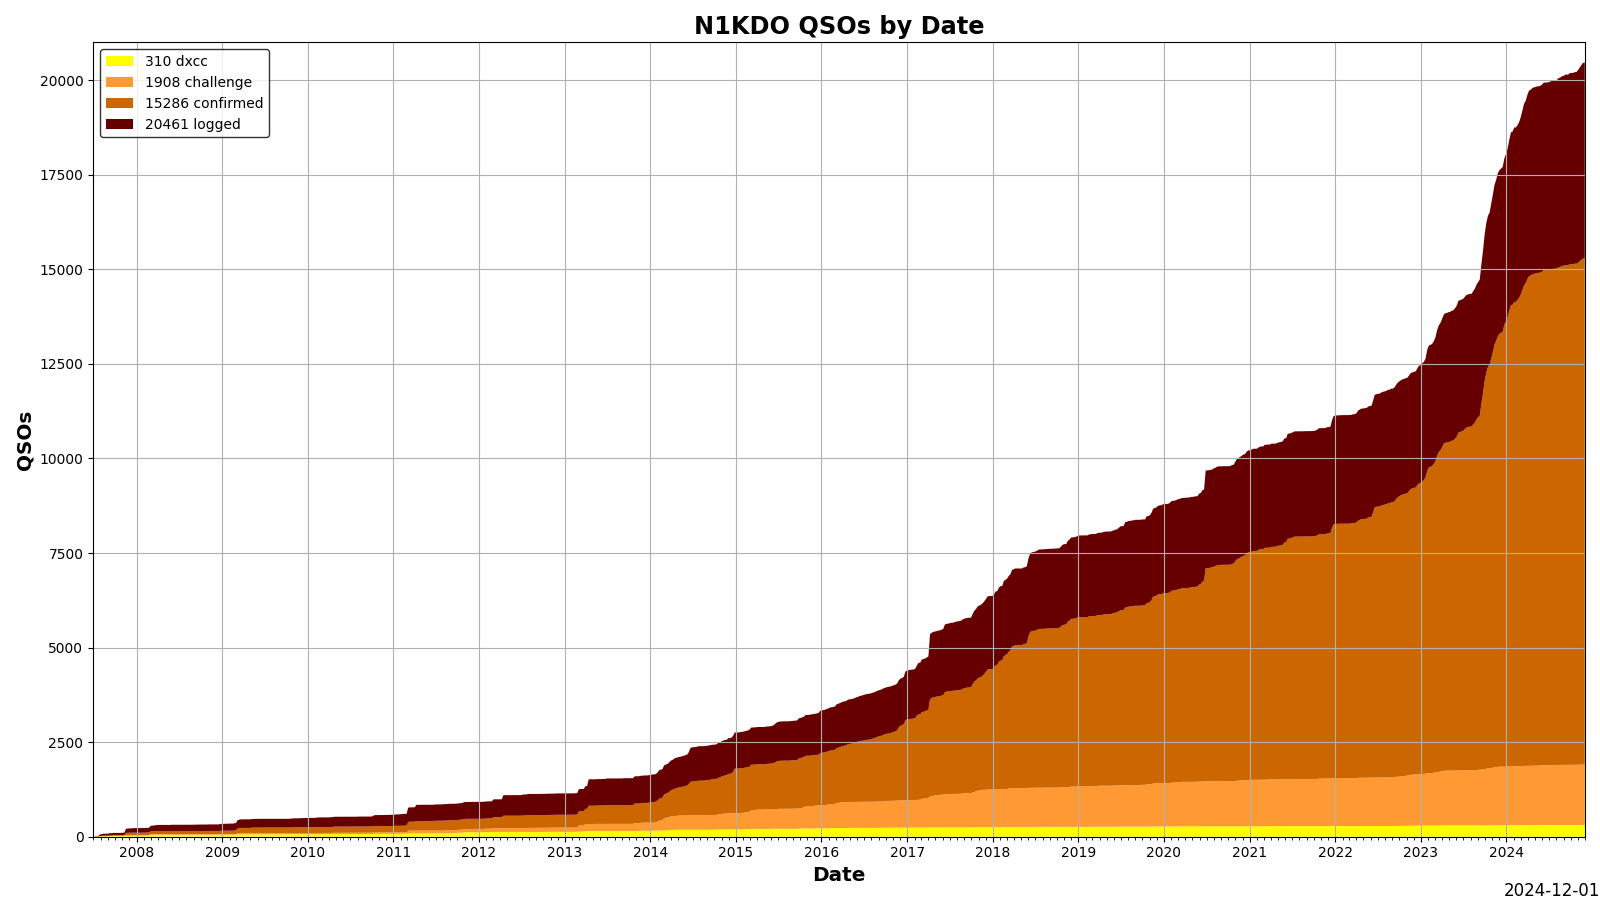 N1KDO QSOs by Date
310 dxcc
1908 challenge
15286 confirmed
20461 logged
20000
17500
15000
12500
10000
7500
5000
2500
0
QSOs
2008 2009 2010 2011 2012 2013 2014 2015 2016 2017 2018 2019 2020 2021 2022 2023 2024
Date
2024-12-01